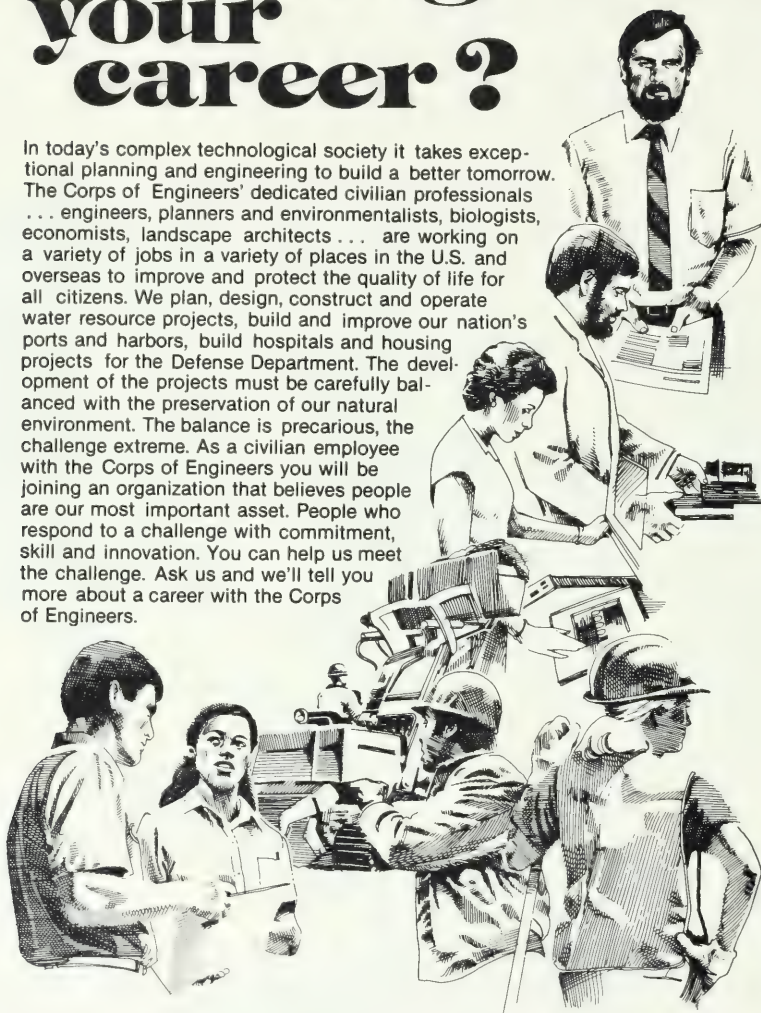 your
career?
In today's complex technological society it takes excep-
tional planning and engineering to build a better tomorrow.
The Corps of Engineers' dedicated civilian professionals
... engineers, planners and environmentalists, biologists,
economists, landscape architects ... are working on
a variety of jobs in a variety of places in the U.S. and
overseas to improve and protect the quality of life for
all citizens. We plan, design, construct and operate
water resource projects, build and improve our nation's
ports and harbors, build hospitals and housing
projects for the Defense Department. The devel-
opment of the projects must be carefully bal-
anced with the preservation of our natural
environment. The balance is precarious, the
challenge extreme. As a civilian employee
with the Corps of Engineers you will be
joining an organization that believes people
are our most important asset. People who
respond to a challenge with commitment,
skill and innovation. You can help us meet
the challenge. Ask us and we'll tell you
more about a career with the Corps
of Engineers.